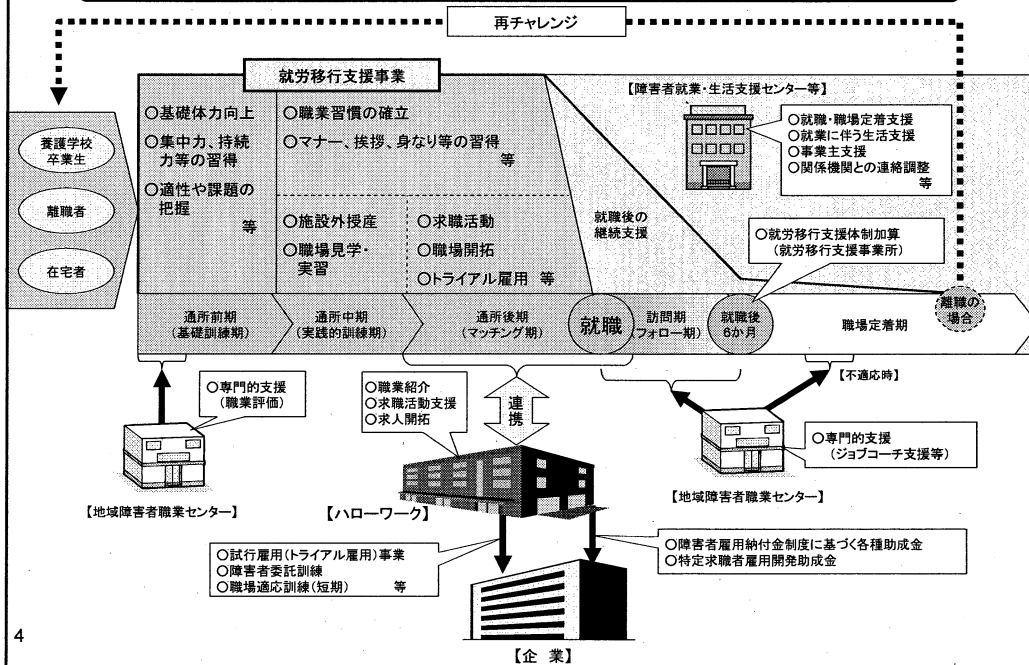 再チャレンジ
就労移行支援事業
養護学校
卒業生
離職者
在宅者
○基礎体力向上
○集中力、持続
力等の習得
○適性や課題の
把握
等
○職業習慣の確立
○マナー、挨拶、身なり等の習得
等
○施設外授産
○職場見学・
実習
○求職活動
○職場開拓
○トライアル雇用 等
就職後の
継続支援
【障害者就業・生活支援センター等】
○就職・職場定着支援
○就業に伴う生活支援
○事業主支援
○関係機関との連絡調整
等
○就労移行支援体制加算
(就労移行支援事業所)
通所前期
(基礎訓練期)
通所中期
(実践的訓練期)
通所後期
(マッチング期)
就職
訪問期
(フォロー期)
就職後
6か月
職場定着期
離職の
場合
○専門的支援
(職業評価)
【地域障害者職業センター】
○職業紹介
○求職活動支援
○求人開拓
連携
【ハローワーク】
【不適応時】
○専門的支援
(ジョブコーチ支援等)
【地域障害者職業センター】
○試行雇用(トライアル雇用)事業
○障害者委託訓練
○職場適応訓練(短期) 等
○障害者雇用納付金制度に基づく各種助成金
○特定求職者雇用開発助成金
【企 業】
4